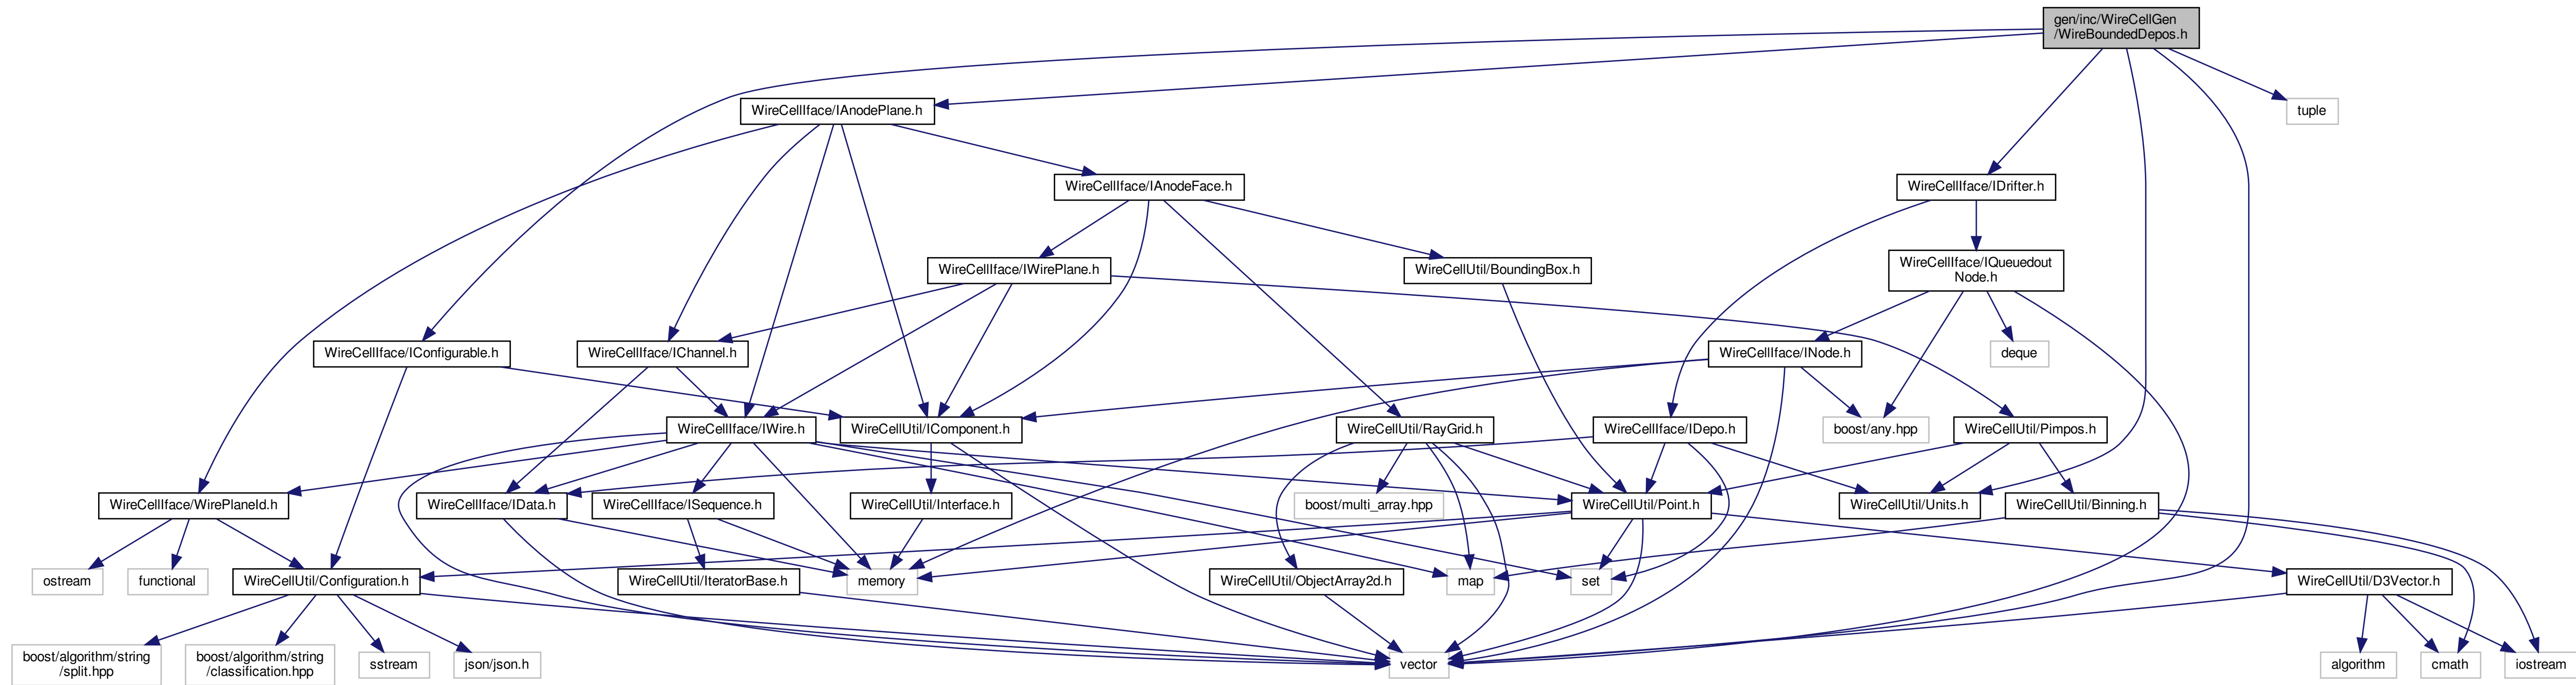 gen/inc/WireCellGen
/WireBoundedDepos.h
WireCellIface/IAnodePlane.h
tuple
WireCellIface/IAnodeFace.h
WireCellIface/IDrifter.h
WireCellIface/IWirePlane.h
WireCellUtil/BoundingBox.h
WireCellIface/IQueuedout
Node.h
WireCellIface/IConfigurable.h
WireCellIface/IChannel.h
WireCellIface/INode.h
deque
WireCellIface/IWire.h
WireCellUtil/IComponent.h
WireCellUtil/RayGrid.h
WireCellIface/IDepo.h
boost/any.hpp
WireCellUtil/Pimpos.h
WireCellIface/WirePlaneId.h
WireCellIface/IData.h
WireCellIface/ISequence.h
WireCellUtil/Interface.h
boost/multi_array.hpp
WireCellUtil/Point.h
WireCellUtil/Units.h
WireCellUtil/Binning.h
ostream
functional
WireCellUtil/Configuration.h
WireCellUtil/IteratorBase.h
memory
WireCellUtil/ObjectArray2d.h
map
set
WireCellUtil/D3Vector.h
boost/algorithm/string
/split.hpp
boost/algorithm/string
/classification.hpp
sstream
json/json.h
vector
algorithm
cmath
iostream